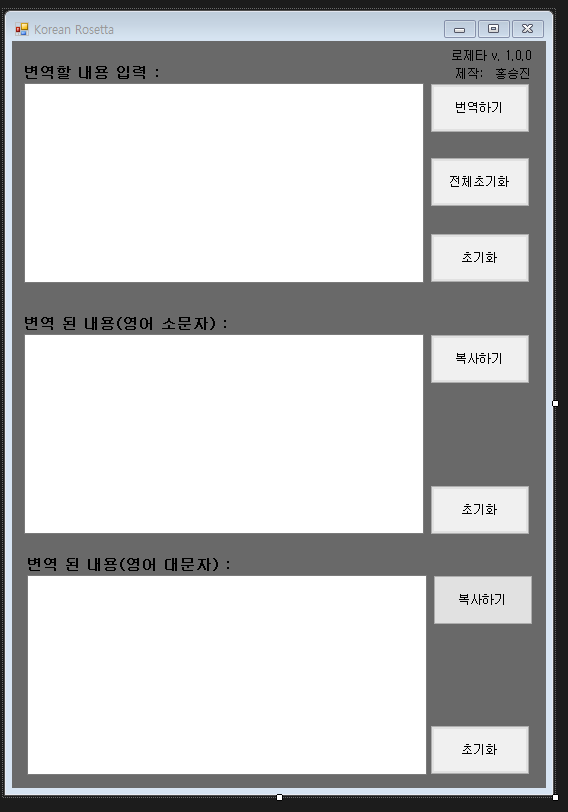 Korean Rosetta
로제타 v. 1.0.0
제작: 홍승진
번역할 내용 입력 :
번역하기
전체초기화
초기화
변역 된 내용(영어 소문자) :
복사하기
초기화
변역 된 내용(영어 대문자) :
복사하기
초기화